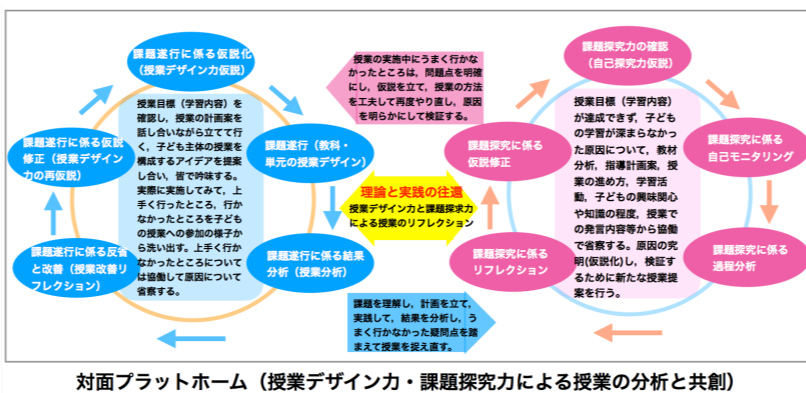 課題遂行に係る仮説化
（授業デザイン力仮説）
課題遂行（教科・
単元の授業デザイン）
課題遂行に係る結果
分析（授業分析）
課題遂行に係る反省
と改善（授業改善リ
フレクション）
課題遂行に係る仮説
修正（授業デザイン
力の再仮説）
授業目標（学習内容）を
確認し，授業の計画案
を話し合いながら立てて行
く，子ども主体の授業を
構成するアイデアを提案
し合い，皆で吟味する。
実際に実施してみて，上
手く行ったところ，行
かなかったところを子ども
の授業への参加の様子か
ら洗い出す。上手く行か
なかったところについて
は協働して原因について
省察する。
授業の実施中にうまく行かな
かったところは，問題点を明確
にし，仮説を立て，授業の方法
を工夫して再度やり直し，原因
を明らかにして検証する。
理論と実践の往還
授業デザイン力と課題探求力
による授業のリフレクション
課題を理解し，計画を立て，
実践して，結果を分析し，う
まく行かなかった疑問点を踏
まえて授業を捉え直す。
課題探究力の確認
（自己探究力仮説）
課題探究に係る
自己モニタリング
課題探究に係る
過程分析
課題探究に係る
リフレクション
課題探究に係る
仮説修正
授業目標（学習内容）
が達成できず，子ども
の学習が深まらなかっ
た原因について，教材
分析，指導計画案，授
業の進め方，学習活
動，子どもの興味関心
や知識の程度，授業で
の発言内容等から協働
で省察する。原因の究
明(仮説化)し，検証す
るために新たな授業提
案を行う。
対面プラットホーム（授業デザイン力・課題探究力による授業の分析と共創）